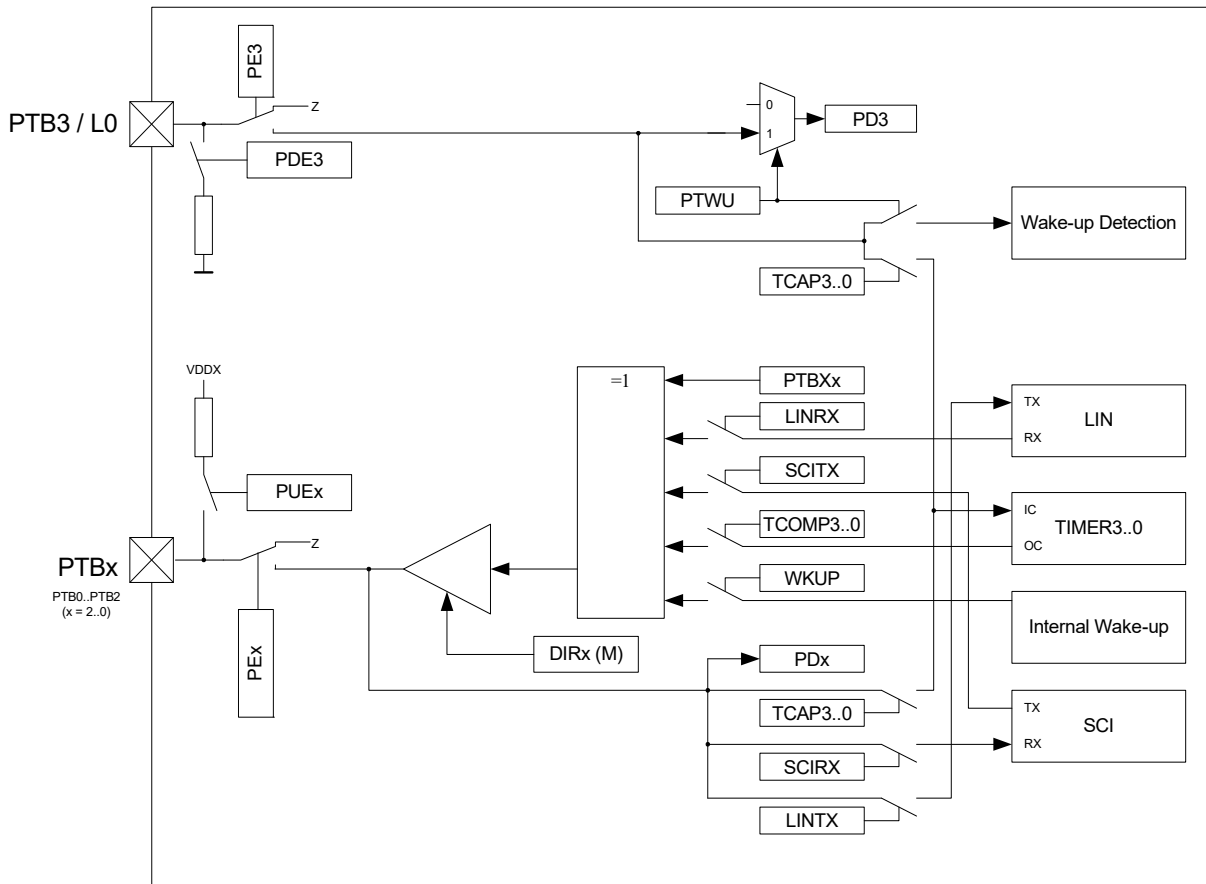 PE3
Z
PTB3 / L0
PDE3
0
1
PD3
PTWU
Wake-up Detection
TCAP3..0
VDDX
PUEx
PTBx
PTB0..PTB2
(x = 2..0)
Z
PEx
DIRx (M)
=1
PTBXx
LINRX
SCITX
TCOMP3..0
WKUP
PDx
TCAP3..0
SCIRX
LINTX
TX
LIN
RX
IC
TIMER3..0
OC
Internal Wake-up
TX
SCI
RX